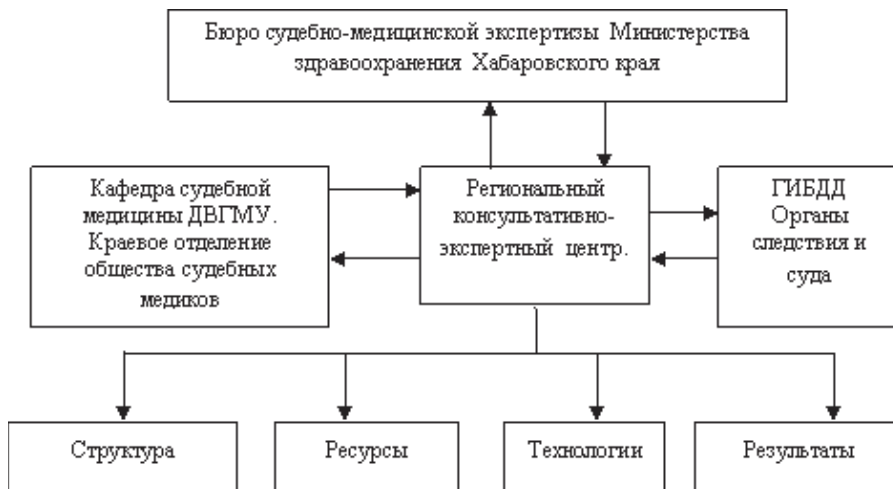 Бюро судебно-медицинской экспертизы Министерства
здравоохранения Хабаровского края
Кафедра судебной
медицины ДВГМУ.
Краевое отделение
общества судебных
медиков
Региональный
консультативно-
экспертный центр.
ГИБДД
Органы
следствия и
суда
Структура
Ресурсы
Технологии
Результаты